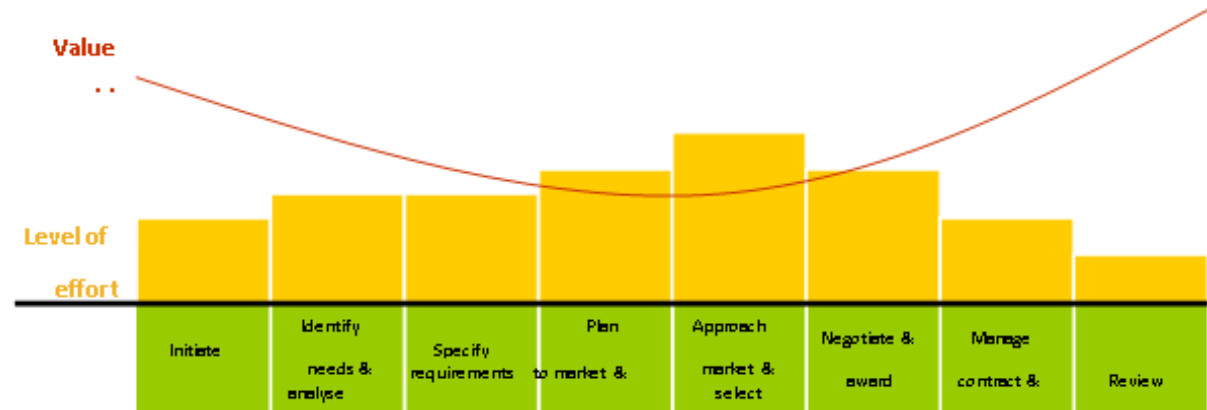 Value
. .
Level of
effort
Initiate
Identify
needs &
analyse
Specify
requirements
Plan
to market &
Approach
market &
select
Negotiate &
award
Manage
contract &
Review